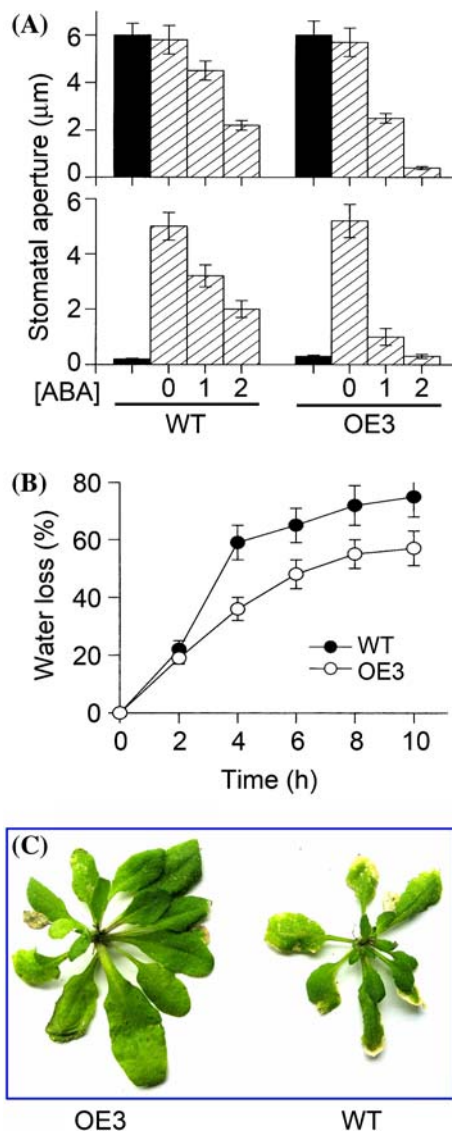 (A)
Stomatal aperture (µm)
6
4
2
0
6
4
2
0
[ABA] 0 1 2 0 1 2
WT OE3
(B)
Water loss (%)
80
60
40
20
0
WT
OE3
0 2 4 6 8 10
Time (h)
(C)
OE3 WT